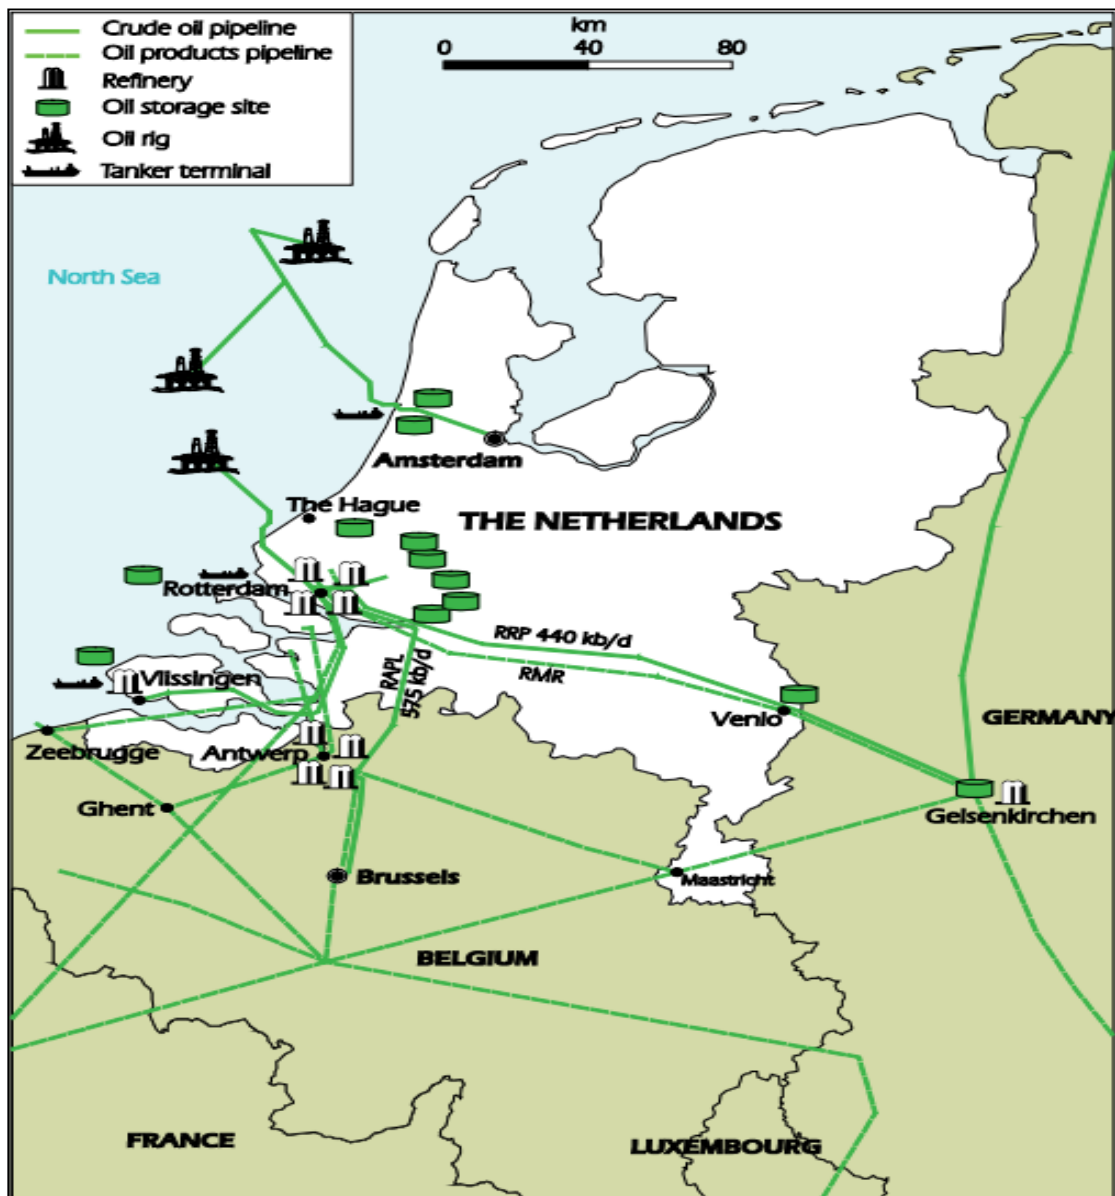 Crude oil pipeline
Oil products pipeline
Refinery
Oil storage site
Oil rig
Tanker terminal
km
0 40 80
North Sea
Amsterdam
The Hague
THE NETHERLANDS
Rotterdam
RRP 440 kb/d
RMR
RAPL
575 kb/d
Vlissingen
Venlo
GERMANY
Zeebrugge
Antwerp
Ghent
Gelsenkirchen
Brussels
Maastricht
BELGIUM
FRANCE
LUXEMBOURG